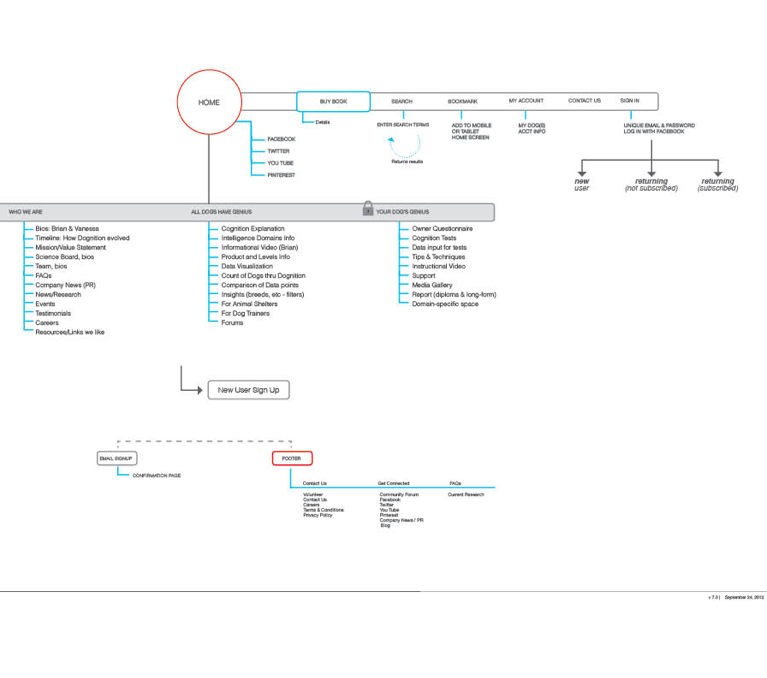 HOME
BUY BOOK
SEARCH
BOOKMARK
MY ACCOUNT
CONTACT US
SIGN IN
Details
ENTER SEARCH TERMS
Returns results
ADD TO MOBILE
OR TABLET
HOME SCREEN
MY DOG(S)
ACCT INFO
UNIQUE EMAIL & PASSWORD
LOG IN WITH FACEBOOK
FACEBOOK
TWITTER
YOU TUBE
PINTEREST
new
user
returning
(not subscribed)
returning
(subscribed)
WHO WE ARE
ALL DOGS HAVE GENIUS
YOUR DOG'S GENIUS
Bios: Brian & Vanessa
Timeline: How Dognition evolved
Mission/Value Statement
Science Board, bios
Team, bios
FAQs
Company News (PR)
News/Research
Events
Testimonials
Careers
Resources/Links we like
Cognition Explanation
Intelligence Domains Info
Informational Video (Brian)
Product and Levels Info
Data Visualization
Count of Dogs thru Dognition
Comparison of Data points
Insights (breeds, etc - filters)
For Animal Shelters
For Dog Trainers
Forums
Owner Questionnaire
Cognition Tests
Data input for tests
Tips & Techniques
Instructional Video
Support
Media Gallery
Report (diploma & long-form)
Domain-specific space
New User Sign Up
EMAIL SIGNUP
CONFIRMATION PAGE
FOOTER
Contact Us
Get Connected
FAQs
Volunteer
Contact Us
Careers
Terms & Conditions
Privacy Policy
Community Forum
Facebook
Twitter
You Tube
Pinterest
Company News / PR
Blog
Current Research
v 7.0 | September 24, 2012